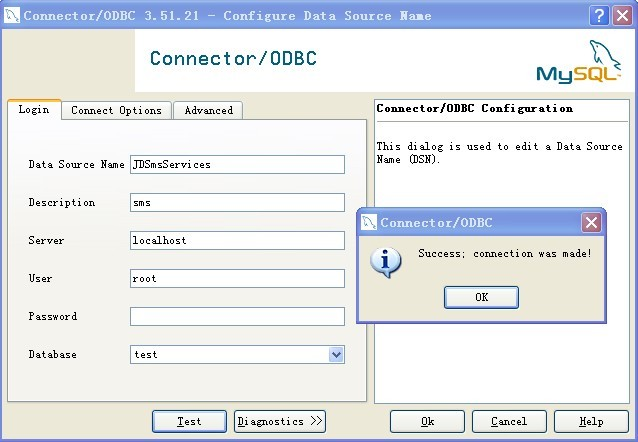 Connector/ODBC 3.51.21 - Configure Data Source Name
Connector/ODBC
MySQL
Login
Connect Options
Advanced
Data Source Name JDSmsServices
Description sms
Server localhost
User root
Password
Database test
Connector/ODBC Configuration
This dialog is used to edit a Data Source
Name (DSN).
Connector/ODBC
Success; connection was made!
OK
Test
Diagnostics >>
Ok
Cancel
Help